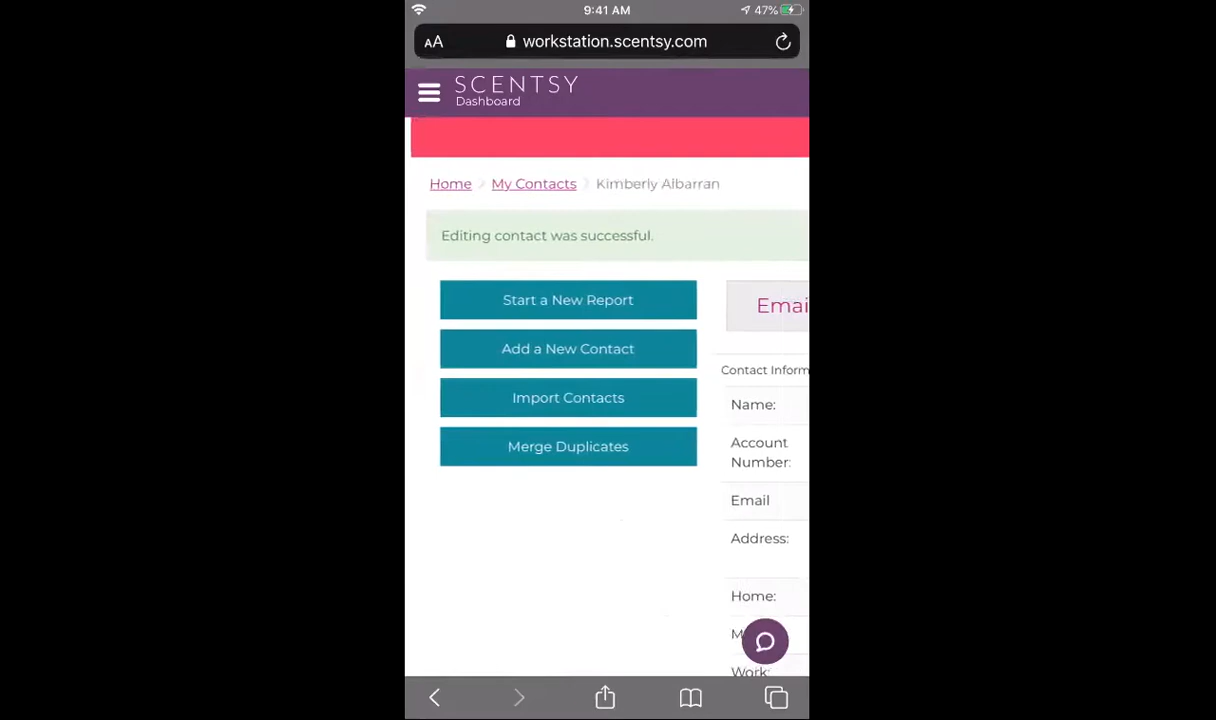 9:41 AM
47%
AA
workstation.scentsy.com
SCENTSY
Dashboard
Home
My Contacts
Kimberly Albarran
Editing contact was successful.
Start a New Report
Add a New Contact
Import Contacts
Merge Duplicates
Emai
Contact Inform
Name:
Account
Number:
Email
Address:
Home:
M
Work: